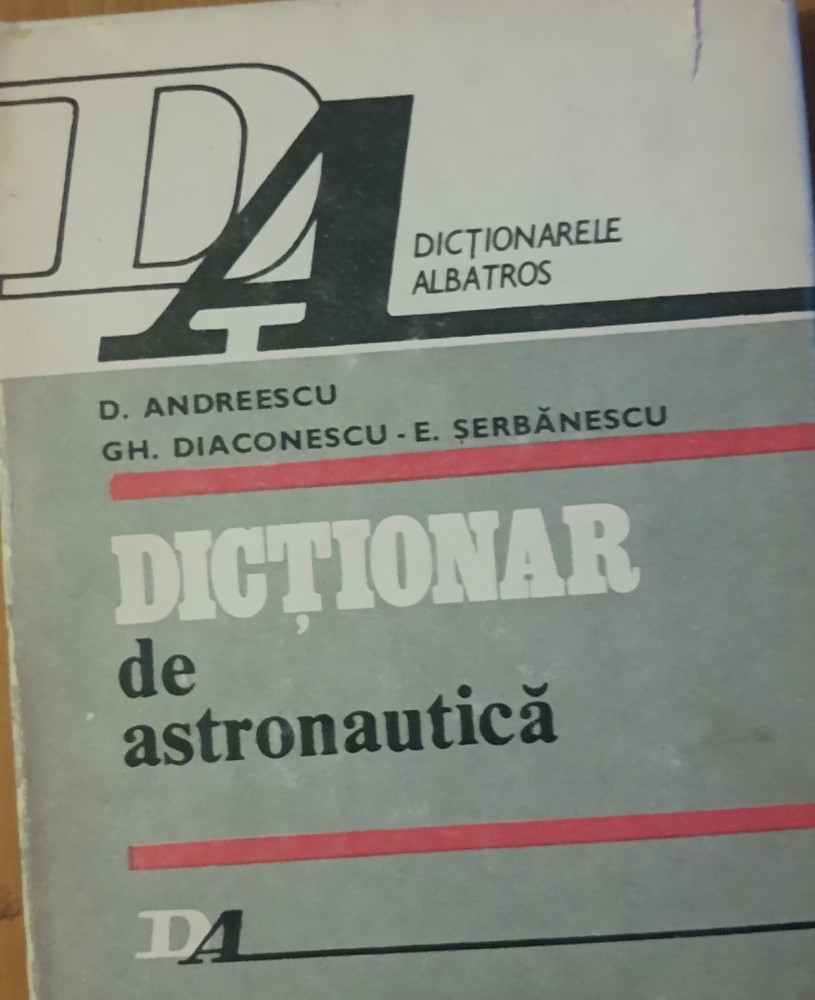 DA
DICȚIONARELE
ALBATROS
D. ANDREESCU
GH. DIACONESCU - E. ȘERBĂNESCU
DICȚIONAR
de
astronautică
DA